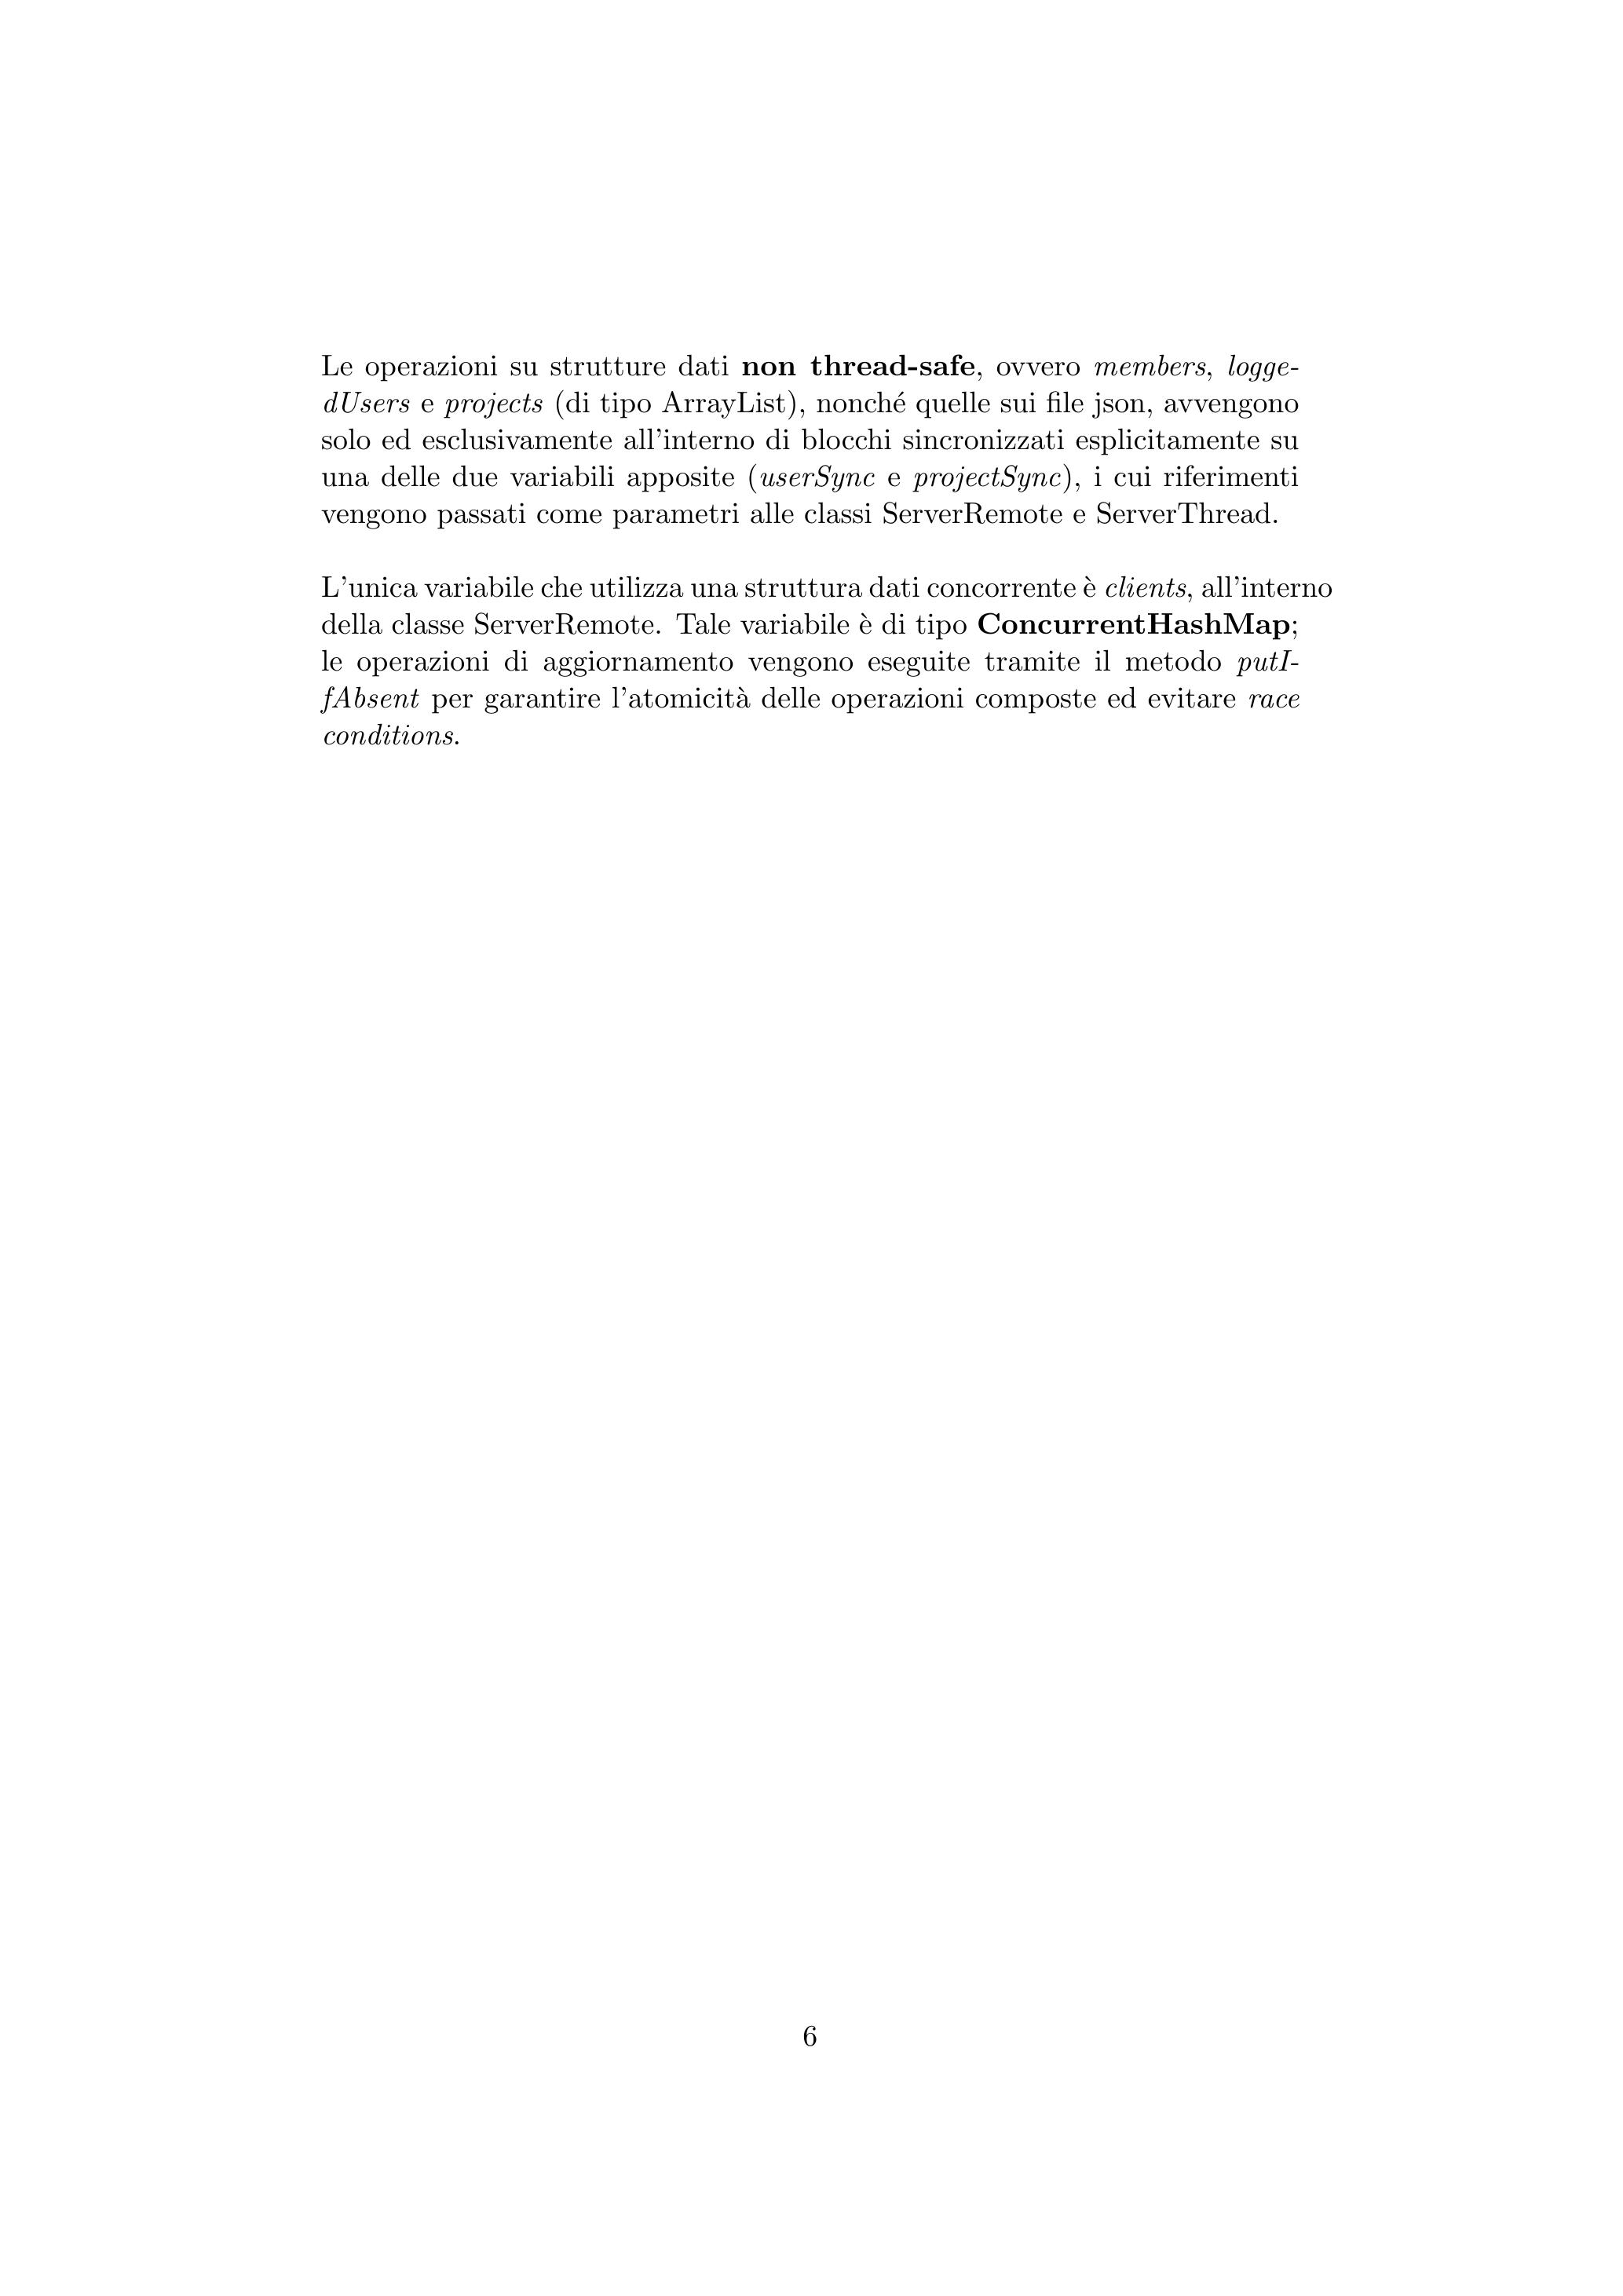 Le operazioni su strutture dati non thread-safe, ovvero members, logge-
dUsers e projects (di tipo ArrayList), nonché quelle sui file json, avvengono
solo ed esclusivamente all'interno di blocchi sincronizzati esplicitamente su
una delle due variabili apposite (userSync e projectSync), i cui riferimenti
vengono passati come parametri alle classi ServerRemote e ServerThread.
L'unica variabile che utilizza una struttura dati concorrente è clients, all'interno
della classe ServerRemote. Tale variabile è di tipo ConcurrentHashMap;
le operazioni di aggiornamento vengono eseguite tramite il metodo putI-
fAbsent per garantire l'atomicità delle operazioni composte ed evitare race
conditions.
6